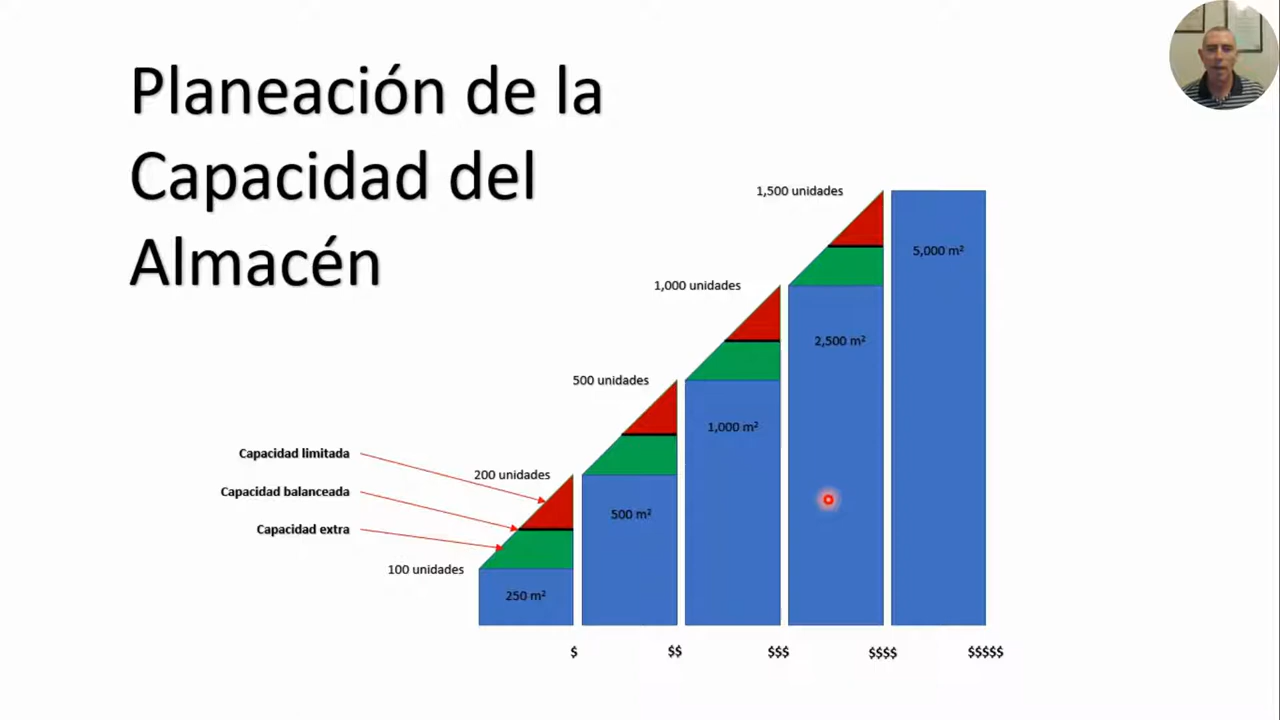 Planeación de la
Capacidad del
Almacén
1,500 unidades
5,000 m²
1,000 unidades
2,500 m²
500 unidades
1,000 m²
Capacidad limitada
200 unidades
Capacidad balanceada
500 m²
Capacidad extra
100 unidades
250 m²
$ $$ $$$ $$$$ $$$$$